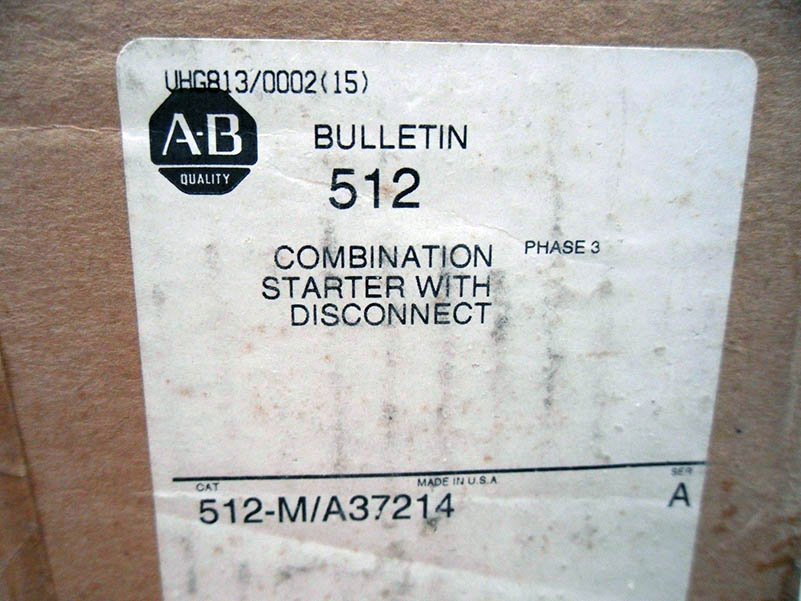 UHG813/0002(15)
A-B
QUALITY
BULLETIN
512
COMBINATION
STARTER WITH
DISCONNECT
PHASE 3
CAT
MADE IN U.S.A
SER
512-M/A37214
A